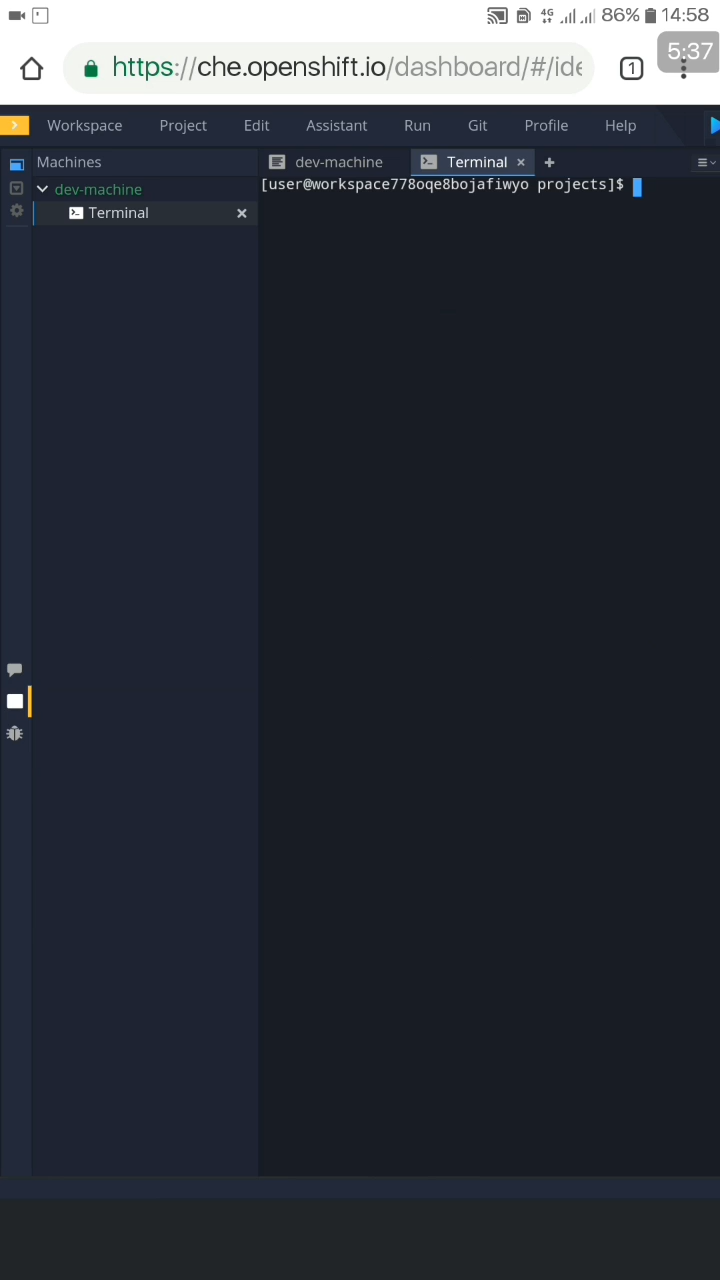 4G 86% 14:58
5:37
https://che.openshift.io/dashboard/#/ide
1
Workspace Project Edit Assistant Run Git Profile Help
Machines
dev-machine
Terminal
dev-machine Terminal
[user@workspace778oqe8bojafiwyo projects]$